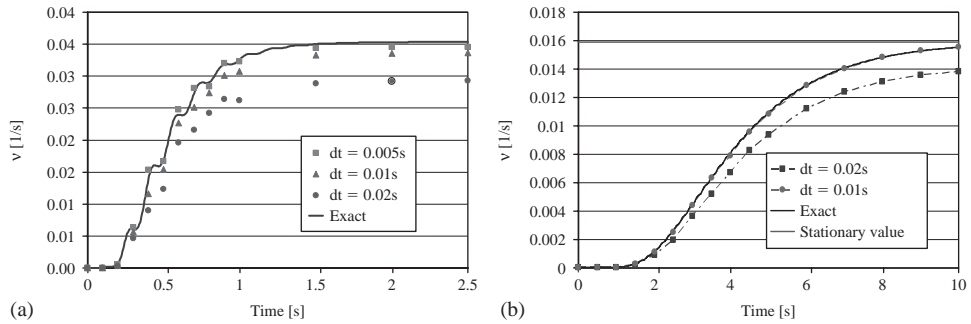 0.04
0.04
0.03
0.03
0.02
0.02
0.01
0.01
0.00
ν [1/s]
dt = 0.005s
dt = 0.01s
dt = 0.02s
Exact
0 0.5 1 1.5 2 2.5
Time [s]
(a)
0.018
0.016
0.014
0.012
0.01
0.008
0.006
0.004
0.002
0
ν [1/s]
dt = 0.02s
dt = 0.01s
Exact
Stationary value
0 2 4 6 8 10
Time [s]
(b)